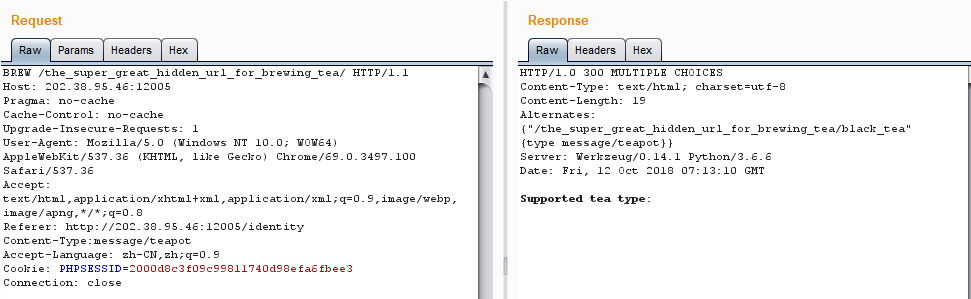 Request
Raw
Params
Headers
Hex
BREW /the_super_great_hidden_url_for_brewing_tea/ HTTP/1.1
Host: 202.38.95.46:12005
Pragma: no-cache
Cache-Control: no-cache
Upgrade-Insecure-Requests: 1
User-Agent: Mozilla/5.0 (Windows NT 10.0; WOW64)
AppleWebKit/537.36 (KHTML, like Gecko) Chrome/69.0.3497.100
Safari/537.36
Accept:
text/html,application/xhtml+xml,application/xml;q=0.9,image/webp,
image/apng,*/*;q=0.8
Referer: http://202.38.95.46:12005/identity
Content-Type:message/teapot
Accept-Language: zh-CN,zh;q=0.9
Cookie: PHPSESSID=2000d8c3f09c99811740d98efa6fbee3
Connection: close
Response
Raw
Headers
Hex
HTTP/1.0 300 MULTIPLE CHOICES
Content-Type: text/html; charset=utf-8
Content-Length: 19
Alternates:
{"/the_super_great_hidden_url_for_brewing_tea/black_tea"
{type message/teapot}}
Server: Werkzeug/0.14.1 Python/3.6.6
Date: Fri, 12 Oct 2018 07:13:10 GMT
Supported tea type: